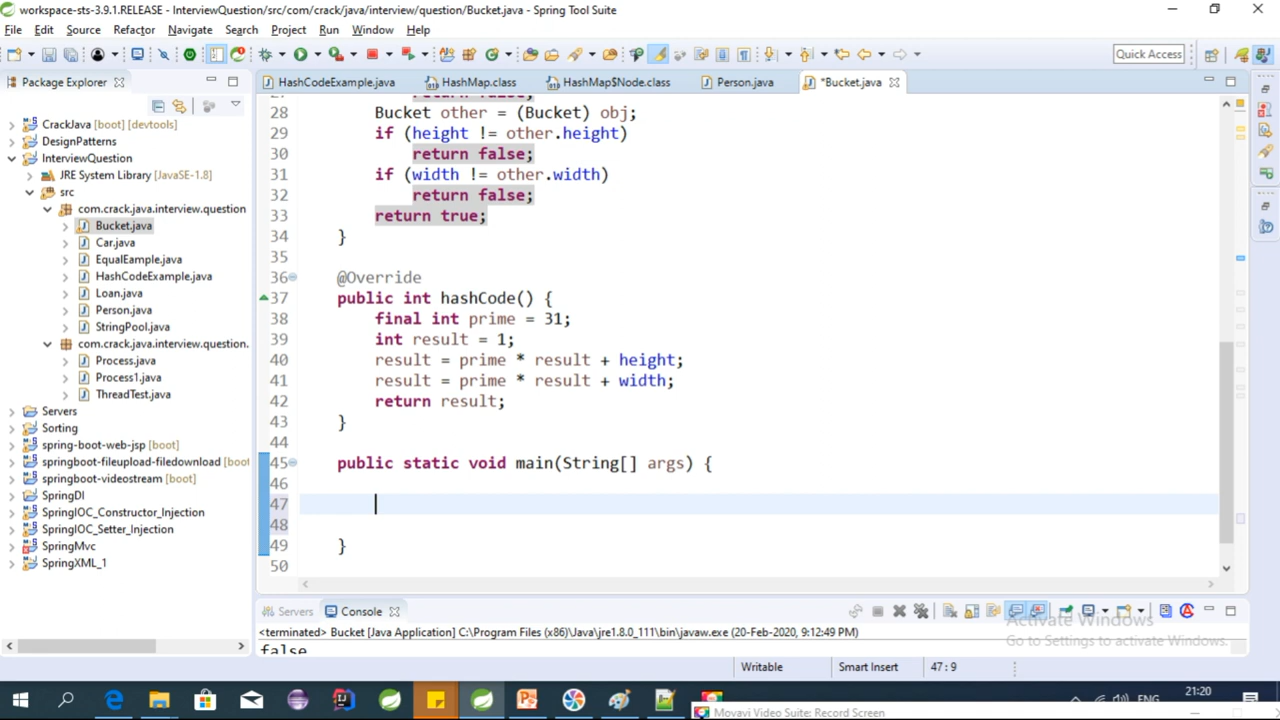 workspace-sts-3.9.1.RELEASE - InterviewQuestion/src/com/crack/java/interview/question/Bucket.java - Spring Tool Suite
File Edit Source Refactor Navigate Search Project Run Window Help
Quick Access
Package Explorer
HashCodeExample.java HashMap.class HashMap$Node.class Person.java *Bucket.java
CrackJava [boot] [devtools]
DesignPatterns
InterviewQuestion
JRE System Library [JavaSE-1.8]
src
com.crack.java.interview.question
Bucket.java
Car.java
EqualEample.java
HashCodeExample.java
Loan.java
Person.java
StringPool.java
com.crack.java.interview.question.
Process.java
Process1.java
ThreadTest.java
Servers
Sorting
spring-boot-web-jsp [boot]
springboot-fileupload-filedownload [boot
springboot-videostream [boot]
SpringDI
SpringIOC_Constructor_Injection
SpringIOC_Setter_Injection
SpringMvc
SpringXML_1
27 return false;
28 Bucket other = (Bucket) obj;
29 if (height != other.height)
30 return false;
31 if (width != other.width)
32 return false;
33 return true;
34 }
35
36 @Override
37 public int hashCode() {
38 final int prime = 31;
39 int result = 1;
40 result = prime * result + height;
41 result = prime * result + width;
42 return result;
43 }
44
45 public static void main(String[] args) {
46
47
48
49 }
50
Servers Console
<terminated> Bucket [Java Application] C:\Program Files (x86)\Java\jre1.8.0_111\bin\javaw.exe (20-Feb-2020, 9:12:49 PM)
false
Activate Windows
Go to Settings to activate Windows.
Writable Smart Insert 47 : 9
ENG 21:20
Movavi Video Suite: Record Screen